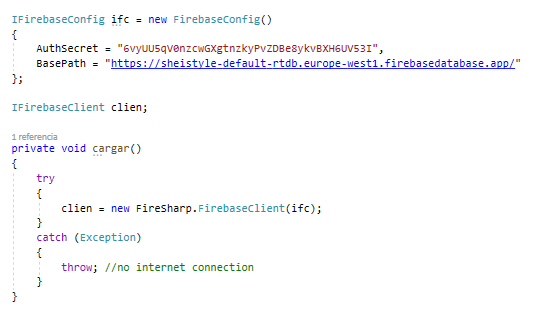 IFirebaseConfig ifc = new FirebaseConfig()
{
AuthSecret = "6vyUU5qV0nzcwGXgtnzkyPvZDBe8ykvBXH6UV53I",
BasePath = "https://sheistyle-default-rtdb.europe-west1.firebasedatabase.app/"
};
IFirebaseClient clien;
1 referencia
private void cargar()
{
try
{
clien = new FireSharp.FirebaseClient(ifc);
}
catch (Exception)
{
throw; //no internet connection
}
}